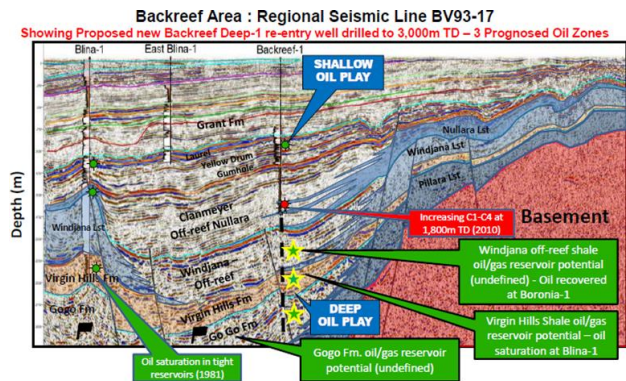 Backreef Area : Regional Seismic Line BV93-17
Showing Proposed new Backreef Deep-1 re-entry well drilled to 3,000m TD – 3 Prognosed Oil Zones
Blina-1
East Blina-1
Backreef-1
SHALLOW
OIL PLAY
Grant Fm
Laurel
Yellow Drum
Gumhole
Nullara Lst
Windjana Lst
Pillara Lst
Clanmeyer
Off-reef Nullara
Depth (m)
Windjana Lst
Increasing C1-C4 at
1,800m TD (2010)
Basement
Windjana
Off-reef
Windjana off-reef shale
oil/gas reservoir potential
(undefined) - Oil recovered
at Boronia-1
Virgin Hills Fm
Gogo Fm
Virgin Hills Fm
Go Go Fm
DEEP
OIL PLAY
Virgin Hills Shale oil/gas
reservoir potential – oil
saturation at Blina-1
Oil saturation in tight
reservoirs (1981)
Gogo Fm. oil/gas reservoir
potential (undefined)